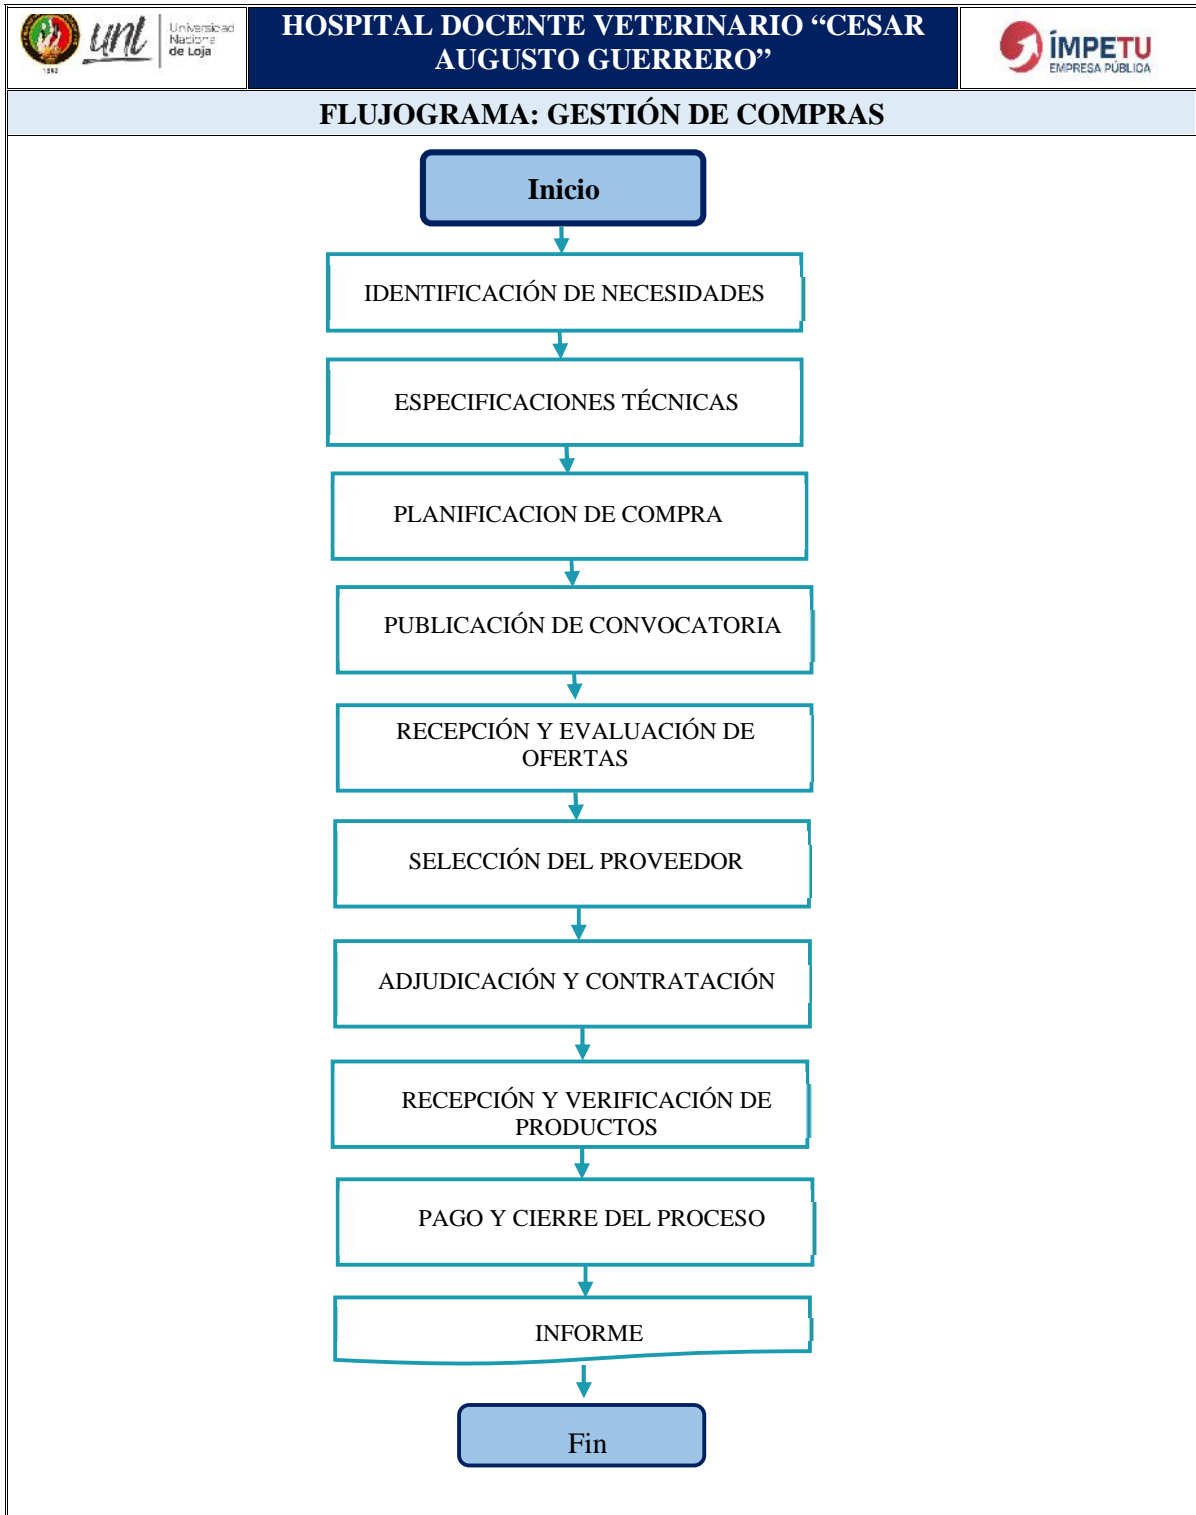 unl
Universidad
Nacional
de Loja
1859
HOSPITAL DOCENTE VETERINARIO “CESAR
AUGUSTO GUERRERO”
ÍMPETU
EMPRESA PÚBLICA
FLUJOGRAMA: GESTIÓN DE COMPRAS
Inicio
IDENTIFICACIÓN DE NECESIDADES
ESPECIFICACIONES TÉCNICAS
PLANIFICACION DE COMPRA
PUBLICACIÓN DE CONVOCATORIA
RECEPCIÓN Y EVALUACIÓN DE
OFERTAS
SELECCIÓN DEL PROVEEDOR
ADJUDICACIÓN Y CONTRATACIÓN
RECEPCIÓN Y VERIFICACIÓN DE
PRODUCTOS
PAGO Y CIERRE DEL PROCESO
INFORME
Fin